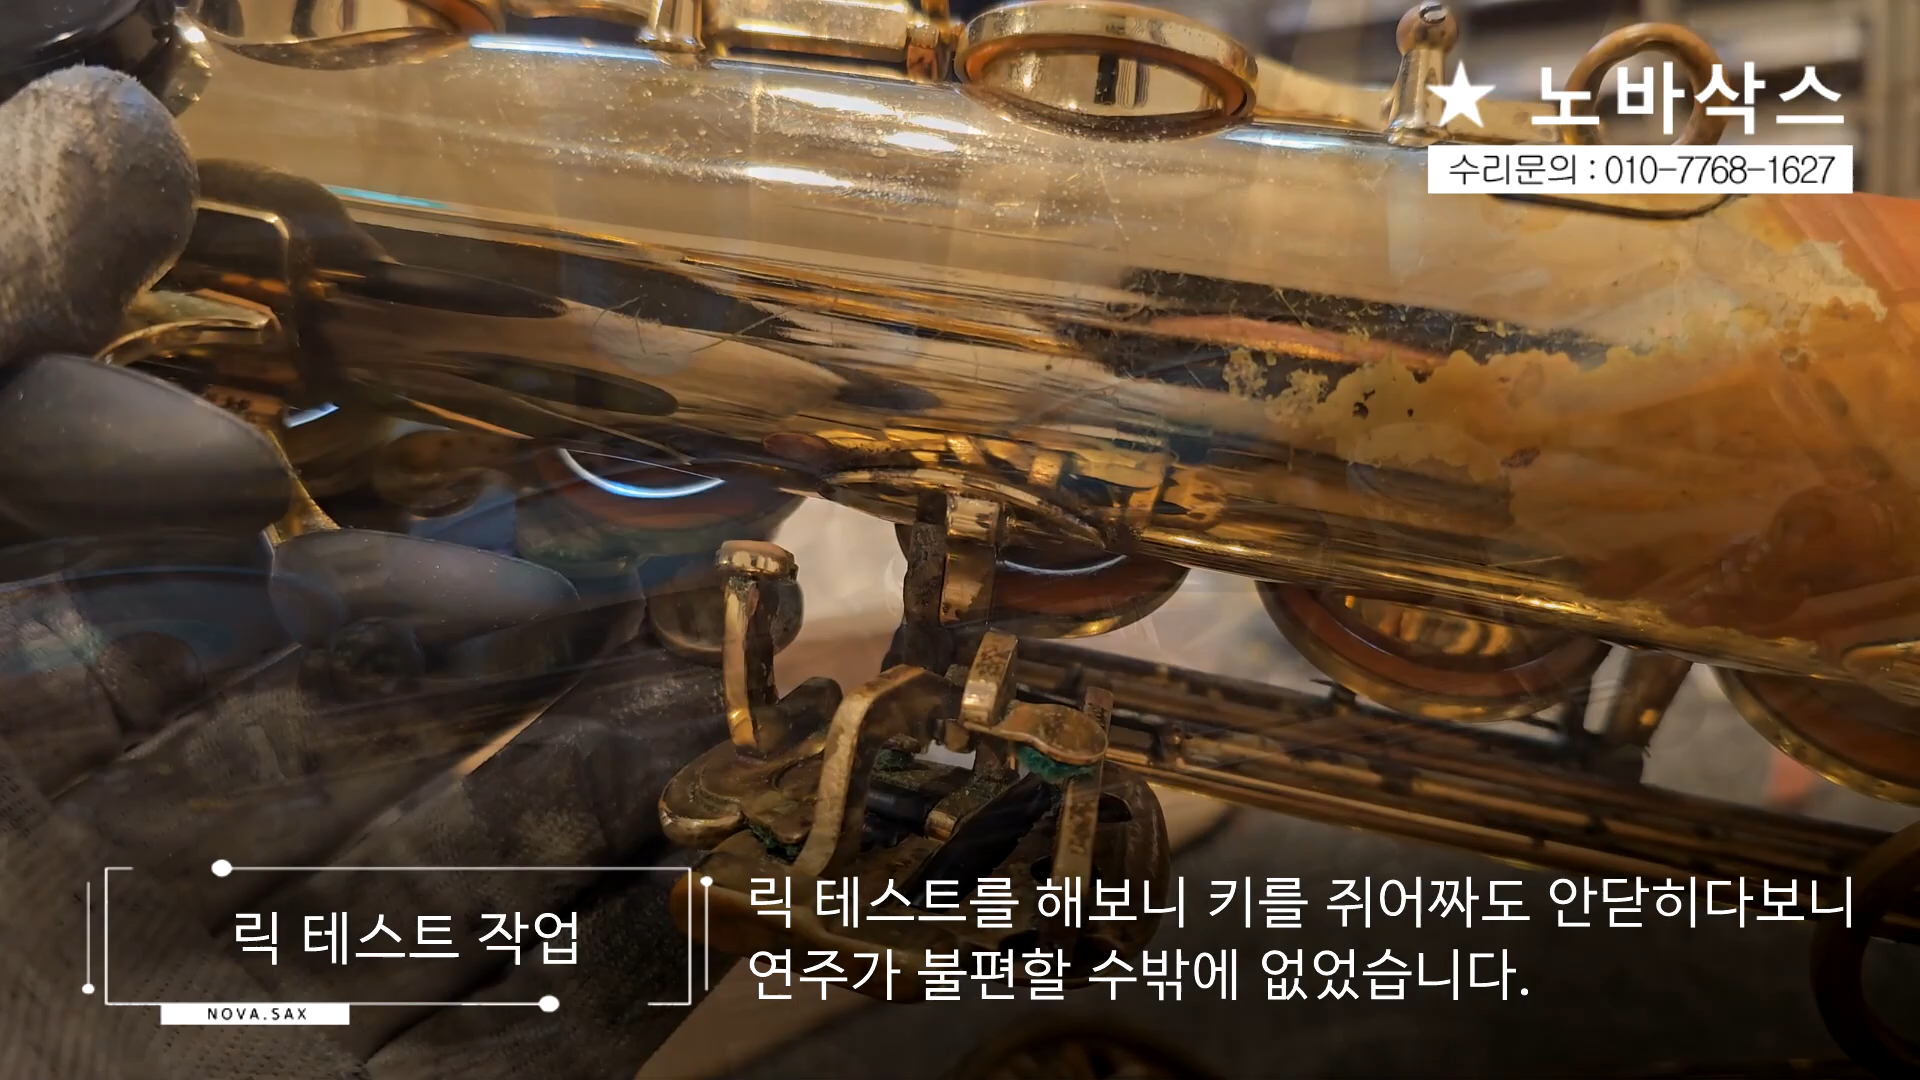 ★ 노바삭스
수리문의 : 010-7768-1627
릭 테스트 작업
NOVA.SAX
릭 테스트를 해보니 키를 쥐어짜도 안닫히다보니
연주가 불편할 수밖에 없었습니다.